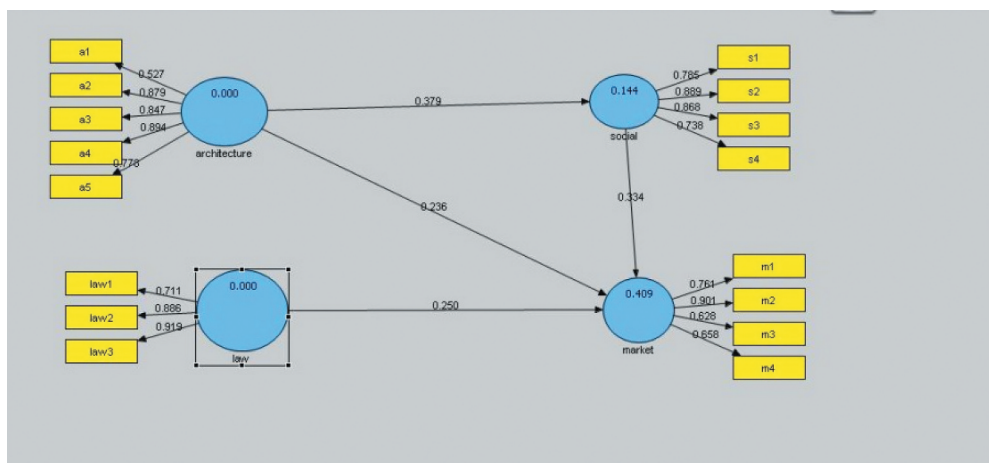 a1
a2
a3
a4
a5
0.527
0.879
0.847
0.894
0.778
0.000
architecture
0.379
0.144
social
0.785
0.889
0.868
0.738
s1
s2
s3
s4
0.236
0.334
law1
law2
law3
0.711
0.886
0.919
0.000
law
0.250
0.409
market
0.761
0.901
0.628
0.658
m1
m2
m3
m4